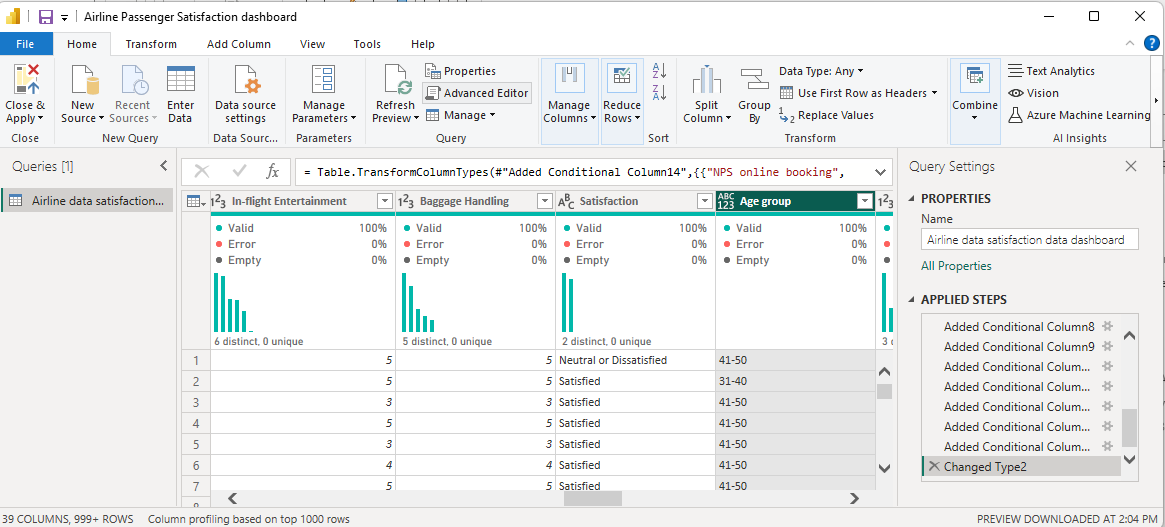 Airline Passenger Satisfaction dashboard
File Home Transform Add Column View Tools Help
Close & Apply
New Source
Recent Sources
Enter Data
Data source settings
Manage Parameters
Refresh Preview
Properties
Advanced Editor
Manage
Manage Columns
Reduce Rows
Split Column
Group By
Data Type: Any
Use First Row as Headers
Replace Values
Combine
Text Analytics
Vision
Azure Machine Learning
Close New Query Data Sourc... Parameters Query Sort Transform AI Insights
Queries [1]
Airline data satisfaction...
fx = Table.TransformColumnTypes(#"Added Conditional Column14",{{"NPS online booking",
123 In-flight Entertainment 123 Baggage Handling ABC Satisfaction ABC 123 Age group 123
Valid 100% Valid 100% Valid 100% Valid 100%
Error 0% Error 0% Error 0% Error 0%
Empty 0% Empty 0% Empty 0% Empty 0%
6 distinct, 0 unique 5 distinct, 0 unique 2 distinct, 0 unique 3 d
1 5 5 Neutral or Dissatisfied 41-50
2 5 5 Satisfied 31-40
3 3 3 Satisfied 41-50
4 5 5 Satisfied 41-50
5 3 3 Satisfied 41-50
6 4 4 Satisfied 41-50
7 5 5 Satisfied 41-50
8
Query Settings
PROPERTIES
Name
Airline data satisfaction data dashboard
All Properties
APPLIED STEPS
Added Conditional Column8
Added Conditional Column9
Added Conditional Colum...
Added Conditional Colum...
Added Conditional Colum...
Added Conditional Colum...
Added Conditional Colum...
Changed Type2
39 COLUMNS, 999+ ROWS Column profiling based on top 1000 rows PREVIEW DOWNLOADED AT 2:04 PM